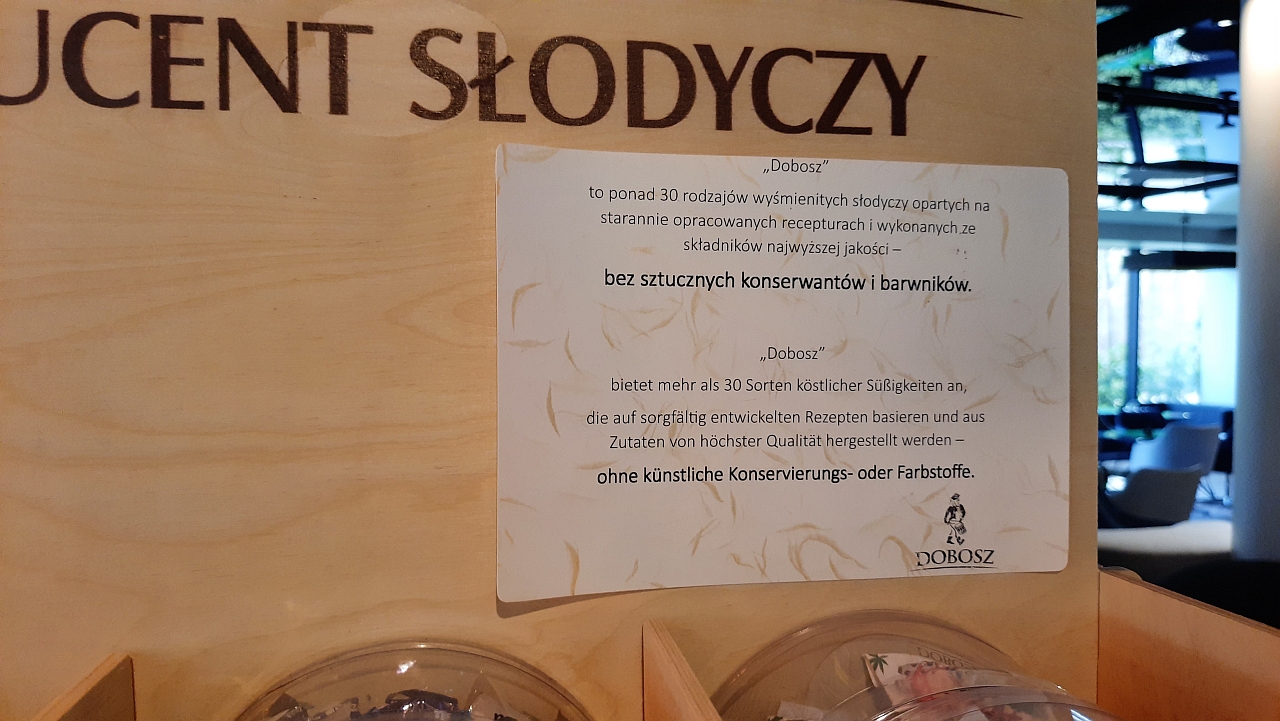 UCENT SŁODYCZY
„Dobosz”
to ponad 30 rodzajów wyśmienitych słodyczy opartych na
starannie opracowanych recepturach i wykonanych ze
składników najwyższej jakości –
bez sztucznych konserwantów i barwników.
„Dobosz”
bietet mehr als 30 Sorten köstlicher Süßigkeiten an,
die auf sorgfältig entwickelten Rezepten basieren und aus
Zutaten von höchster Qualität hergestellt werden –
ohne künstliche Konservierungs- oder Farbstoffe.
DOBOSZ